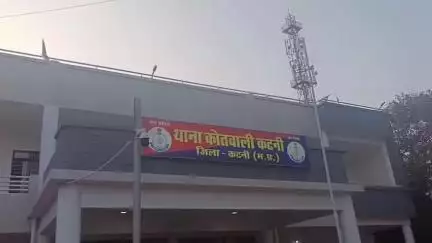 थाना कोतवाली कटनी
जिला - कटनी (म.प्र.)